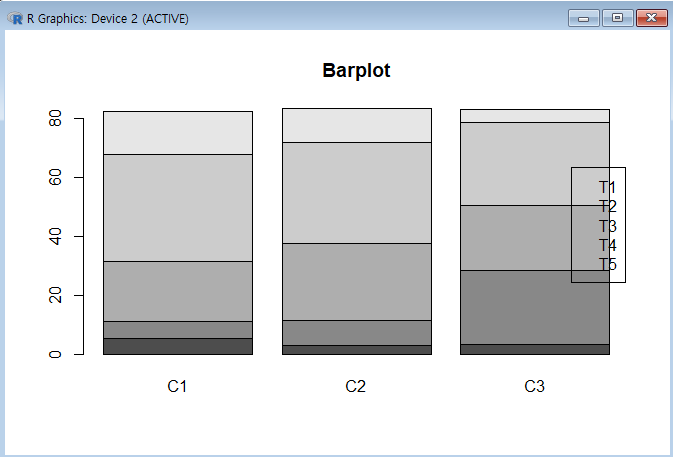 R Graphics: Device 2 (ACTIVE)
Barplot
80
60
40
20
0
T1
T2
T3
T4
T5
C1
C2
C3